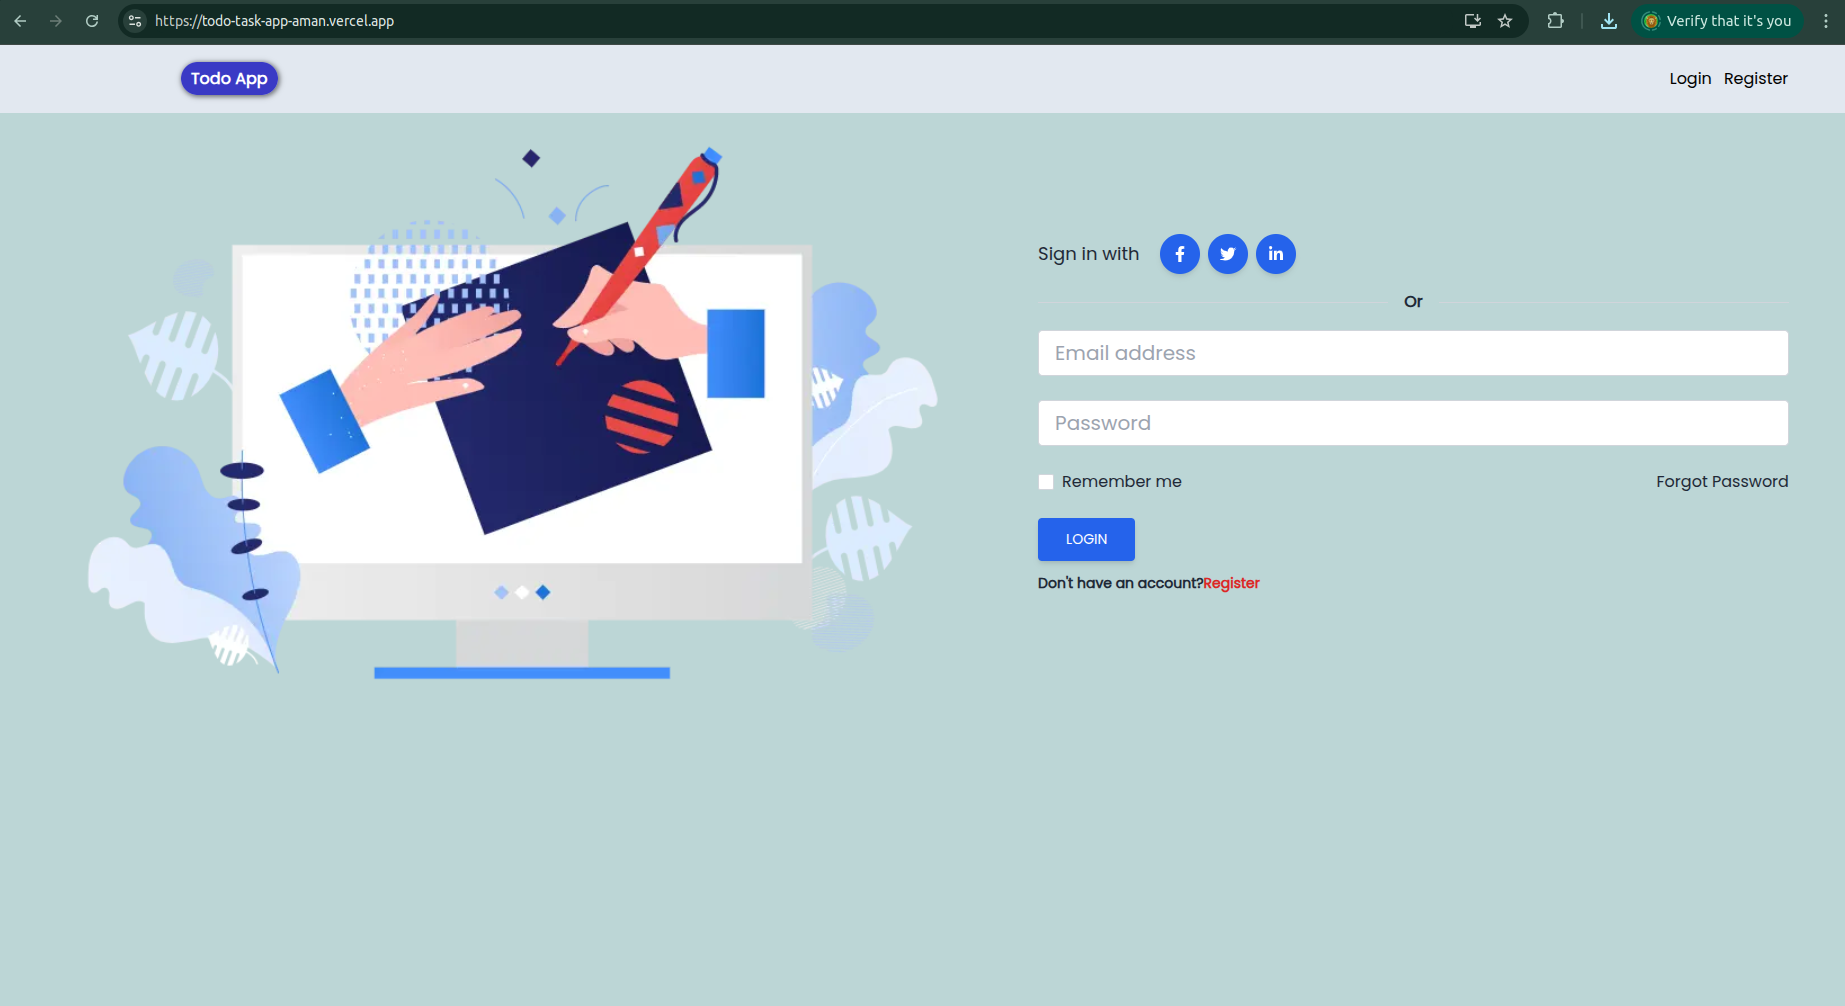 https://todo-task-app-aman.vercel.app
Verify that it's you
Todo App
Login Register
Sign in with
Or
Email address
Password
Remember me
Forgot Password
LOGIN
Don't have an account?Register